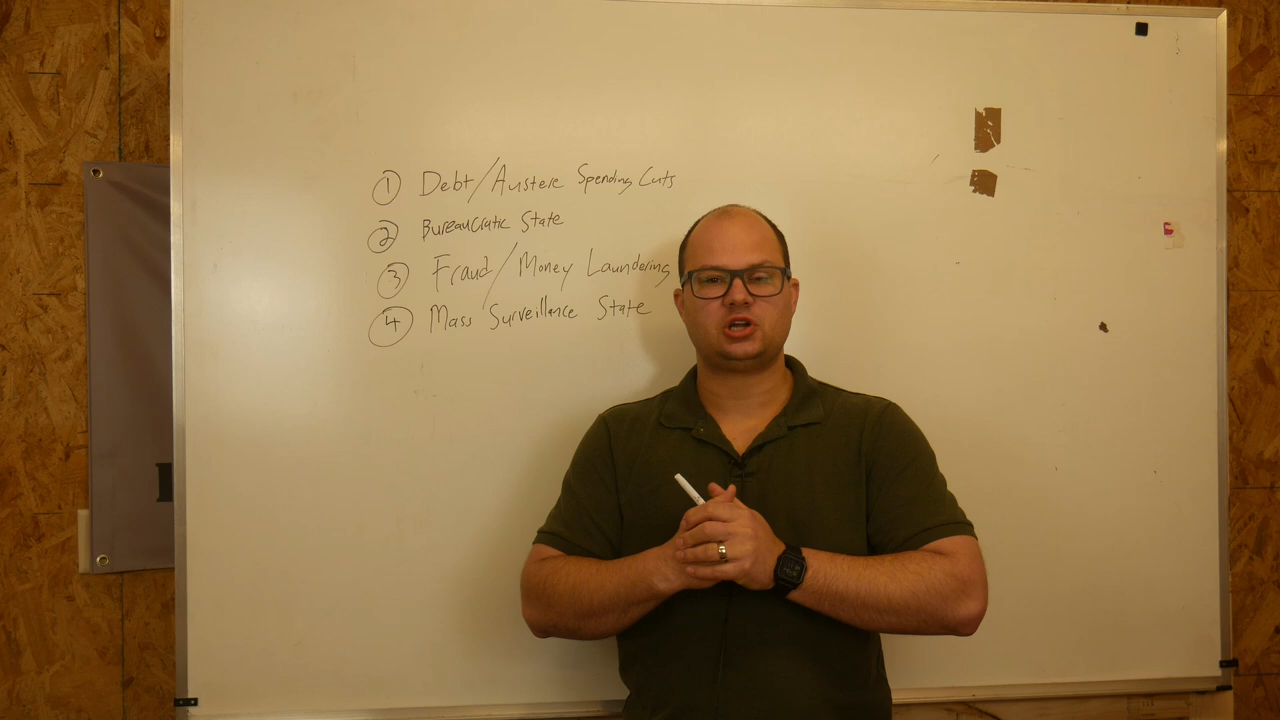 1 Debt/Austere Spending Cuts
2 Bureaucratic State
3 Fraud/Money Laundering
4 Mass Surveillance State